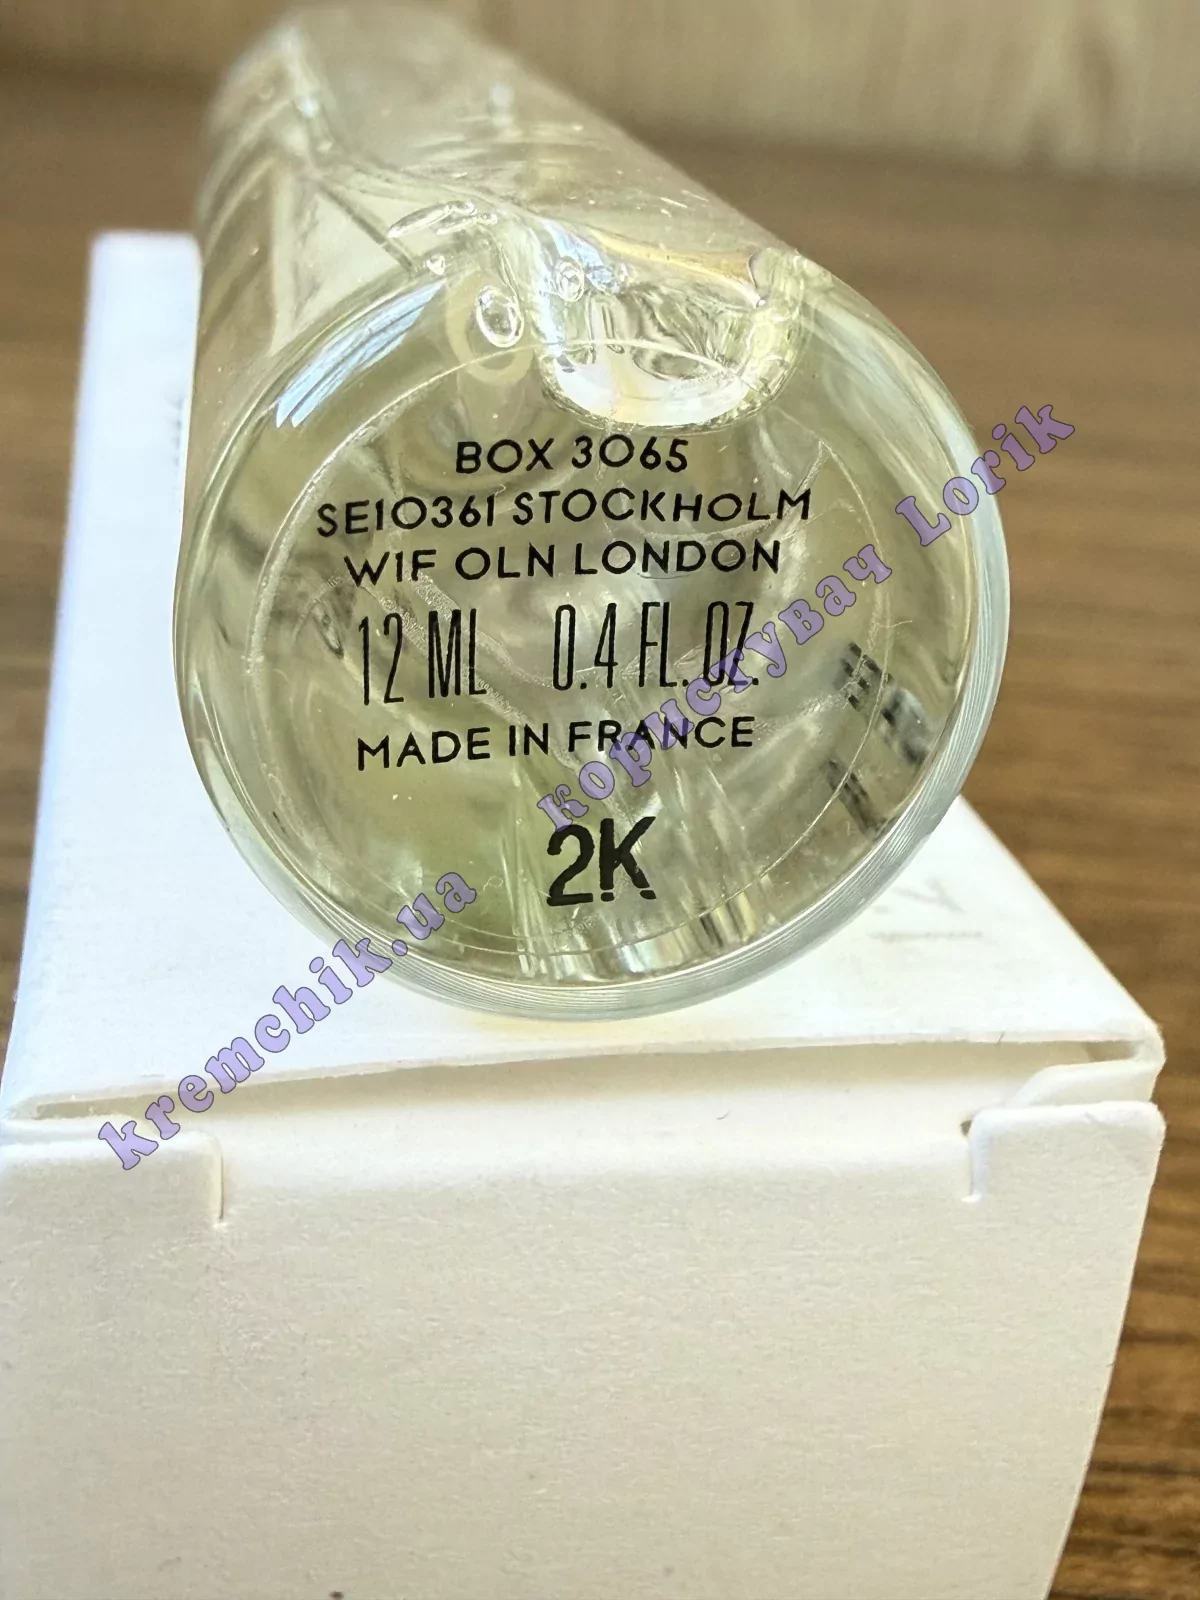 BOX 3065
SE10361 STOCKHOLM
W1F OLN LONDON
12 ML 0.4 FL. OZ.
MADE IN FRANCE
2K
kremchik.ua
користувач Lorik